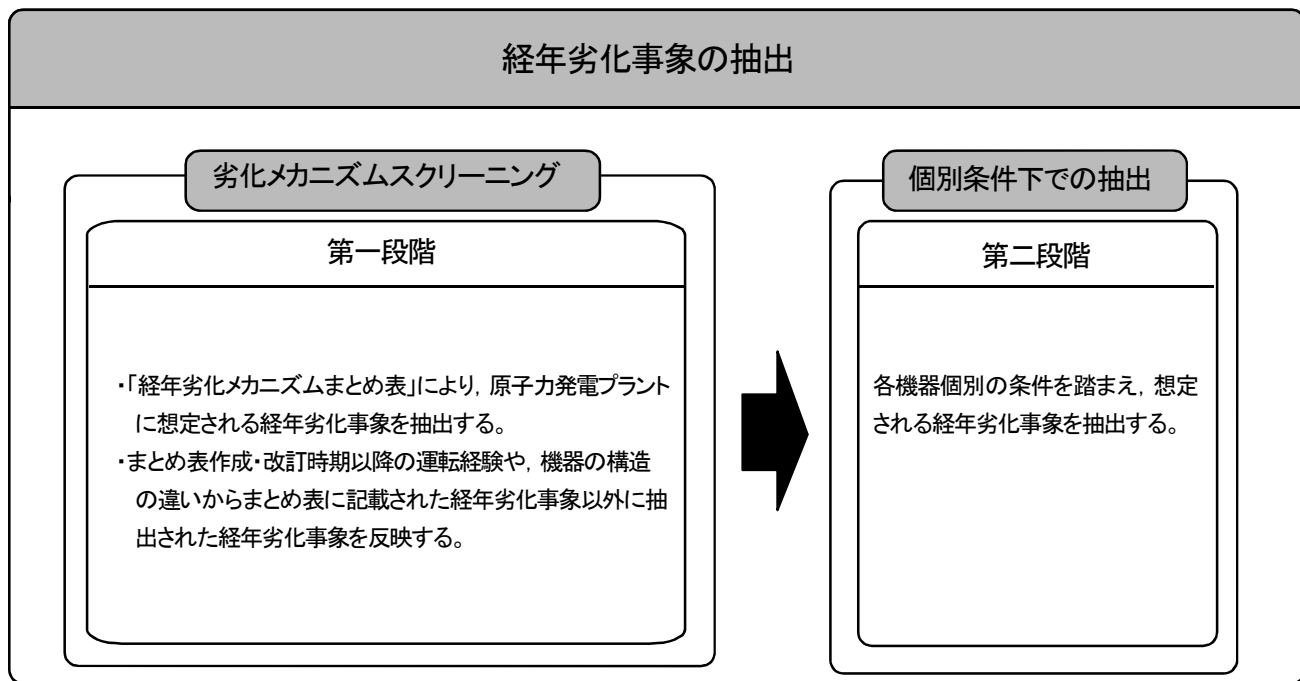 経年劣化事象の抽出
劣化メカニズムスクリーニング
第一段階
・「経年劣化メカニズムまとめ表」により，原子力発電プラント
に想定される経年劣化事象を抽出する。
・まとめ表作成・改訂時期以降の運転経験や，機器の構造
の違いからまとめ表に記載された経年劣化事象以外に抽
出された経年劣化事象を反映する。
個別条件下での抽出
第二段階
各機器個別の条件を踏まえ，想定
される経年劣化事象を抽出する。